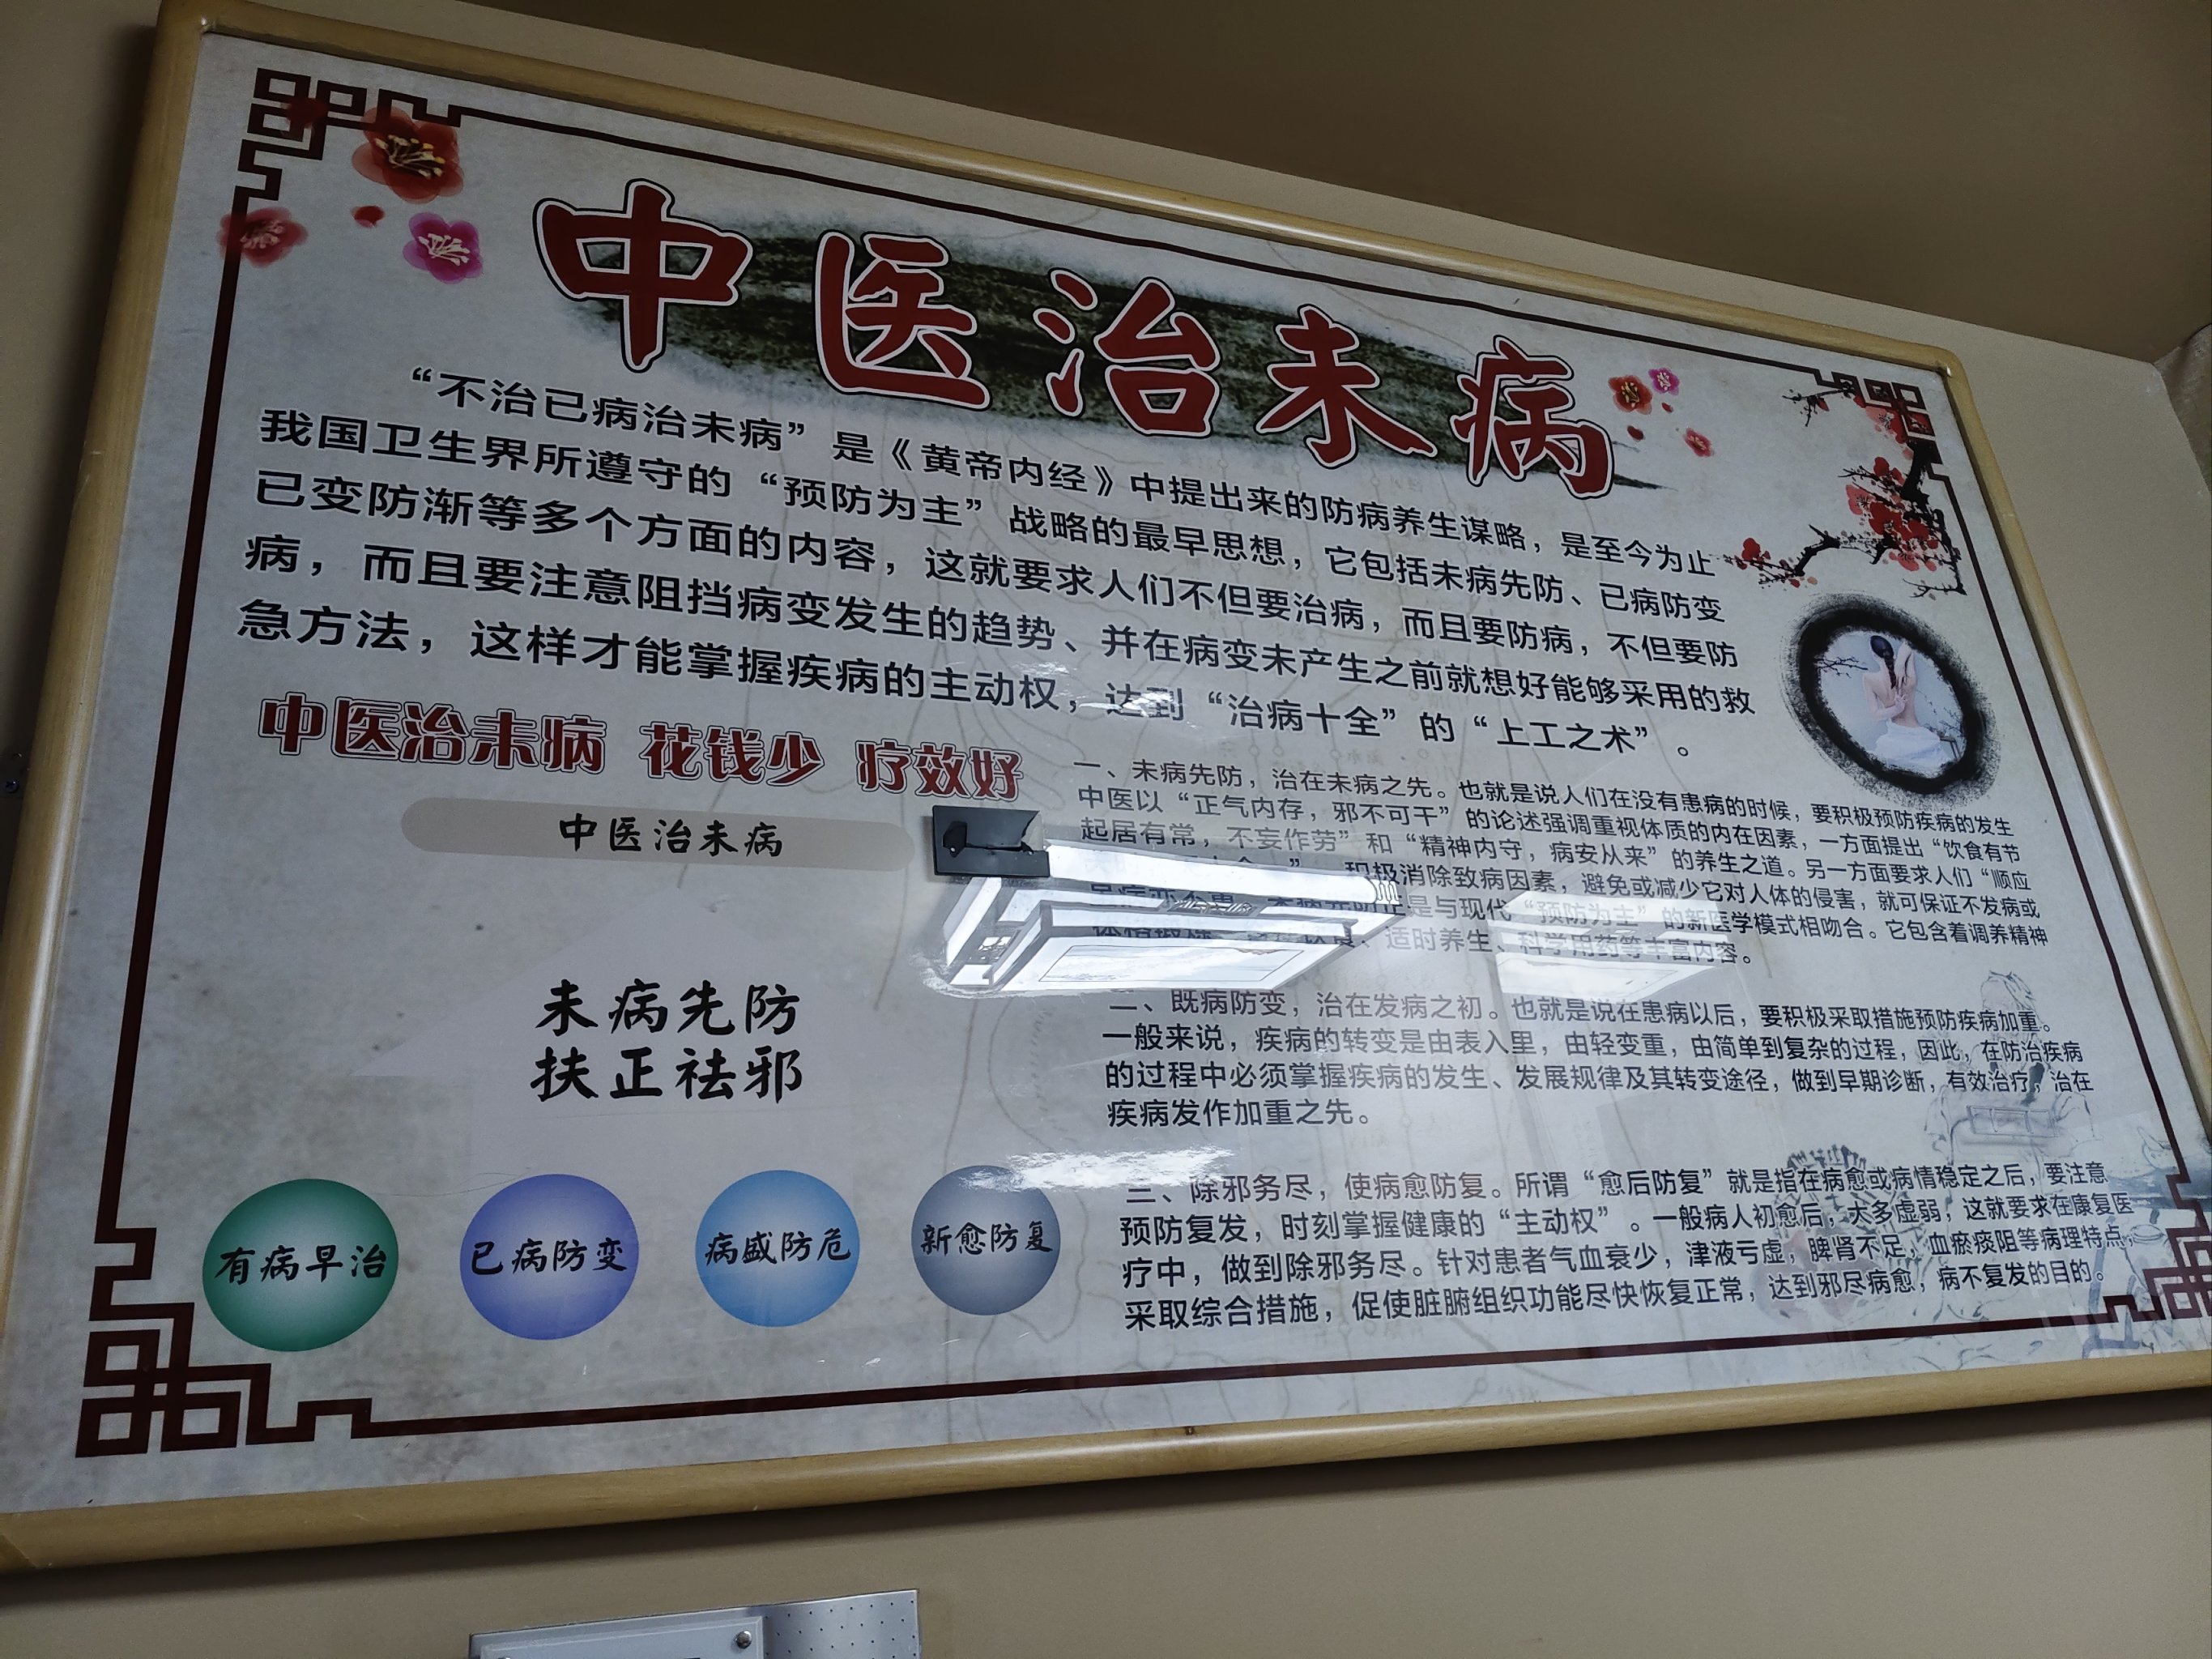 中医治未病
“不治已病治未病”是《黄帝内经》中提出来的防病养生谋略，是至今为止
我国卫生界所遵守的“预防为主”战略的最早思想，它包括未病先防、已病防变
已变防渐等多个方面的内容，这就要求人们不但要治病，而且要防病，不但要防
病，而且要注意阻挡病变发生的趋势、并在病变未产生之前就想好能够采用的救
急方法，这样才能掌握疾病的主动权，达到“治病十全”的“上工之术”。
中医治未病 花钱少 疗效好
中医治未病
未病先防
扶正祛邪
有病早治
已病防变
病盛防危
新愈防复
一、未病先防，治在未病之先。也就是说人们在没有患病的时候，要积极预防疾病的发生
中医以“正气内存，邪不可干”的论述强调重视体质的内在因素，一方面提出“饮食有节
起居有常，不妄作劳”和“精神内守，病安从来”的养生之道。另一方面要求人们“顺应
积极消除致病因素，避免或减少它对人体的侵害，就可保证不发病或
是与现代“预防为主”的新医学模式相吻合。它包含着调养精神
饮食、适时养生、科学用药等丰富内容。
二、既病防变，治在发病之初。也就是说在患病以后，要积极采取措施预防疾病加重。
一般来说，疾病的转变是由表入里，由轻变重，由简单到复杂的过程，因此，在防治疾病
的过程中必须掌握疾病的发生、发展规律及其转变途径，做到早期诊断，有效治疗，治在
疾病发作加重之先。
三、除邪务尽，使病愈防复。所谓“愈后防复”就是指在病愈或病情稳定之后，要注意
预防复发，时刻掌握健康的“主动权”。一般病人初愈后，大多虚弱，这就要求在康复医
疗中，做到除邪务尽。针对患者气血衰少，津液亏虚，脾肾不足，血瘀痰阻等病理特点，
采取综合措施，促使脏腑组织功能尽快恢复正常，达到邪尽病愈，病不复发的目的。